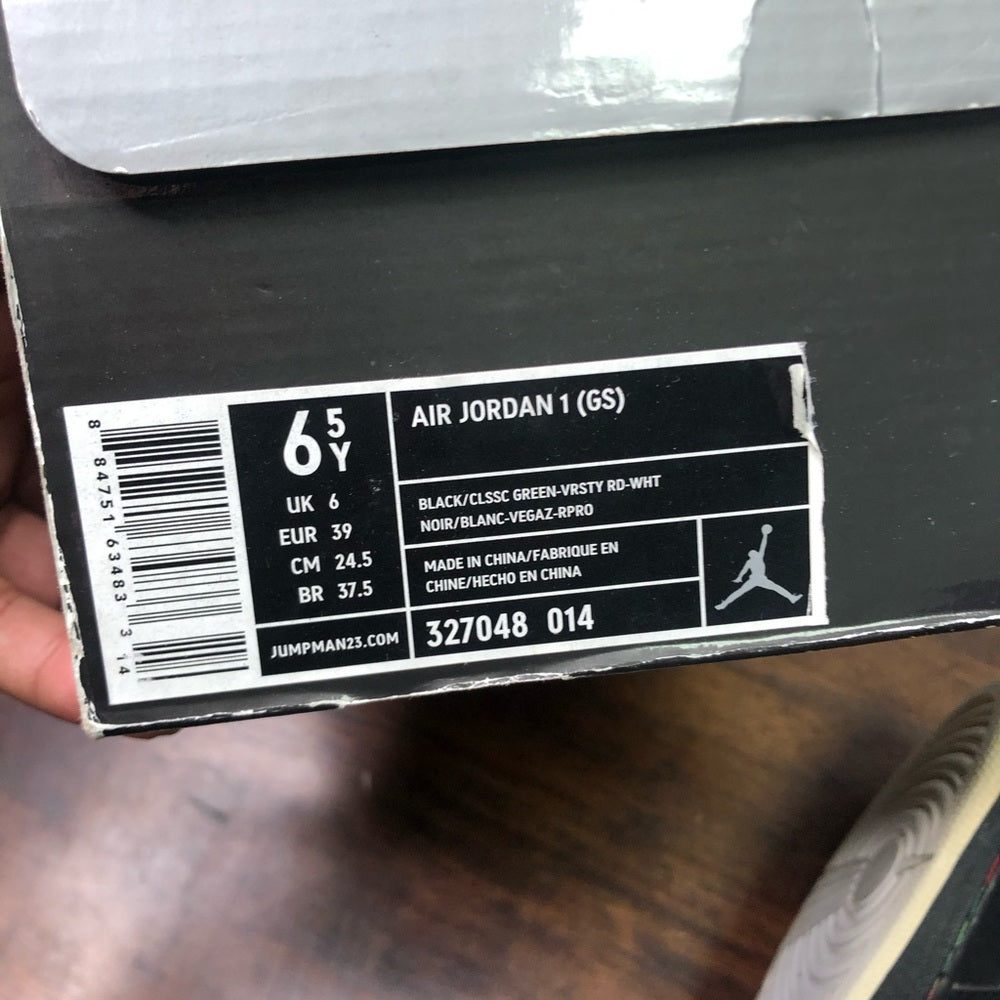 8 84751 63483 3 14
6 5 Y
UK 6
EUR 39
CM 24.5
BR 37.5
JUMPMAN23.COM
AIR JORDAN 1 (GS)
BLACK/CLSSC GREEN-VRSTY RD-WHT
NOIR/BLANC-VEGAZ-RPRO
MADE IN CHINA/FABRIQUE EN
CHINE/HECHO EN CHINA
327048 014